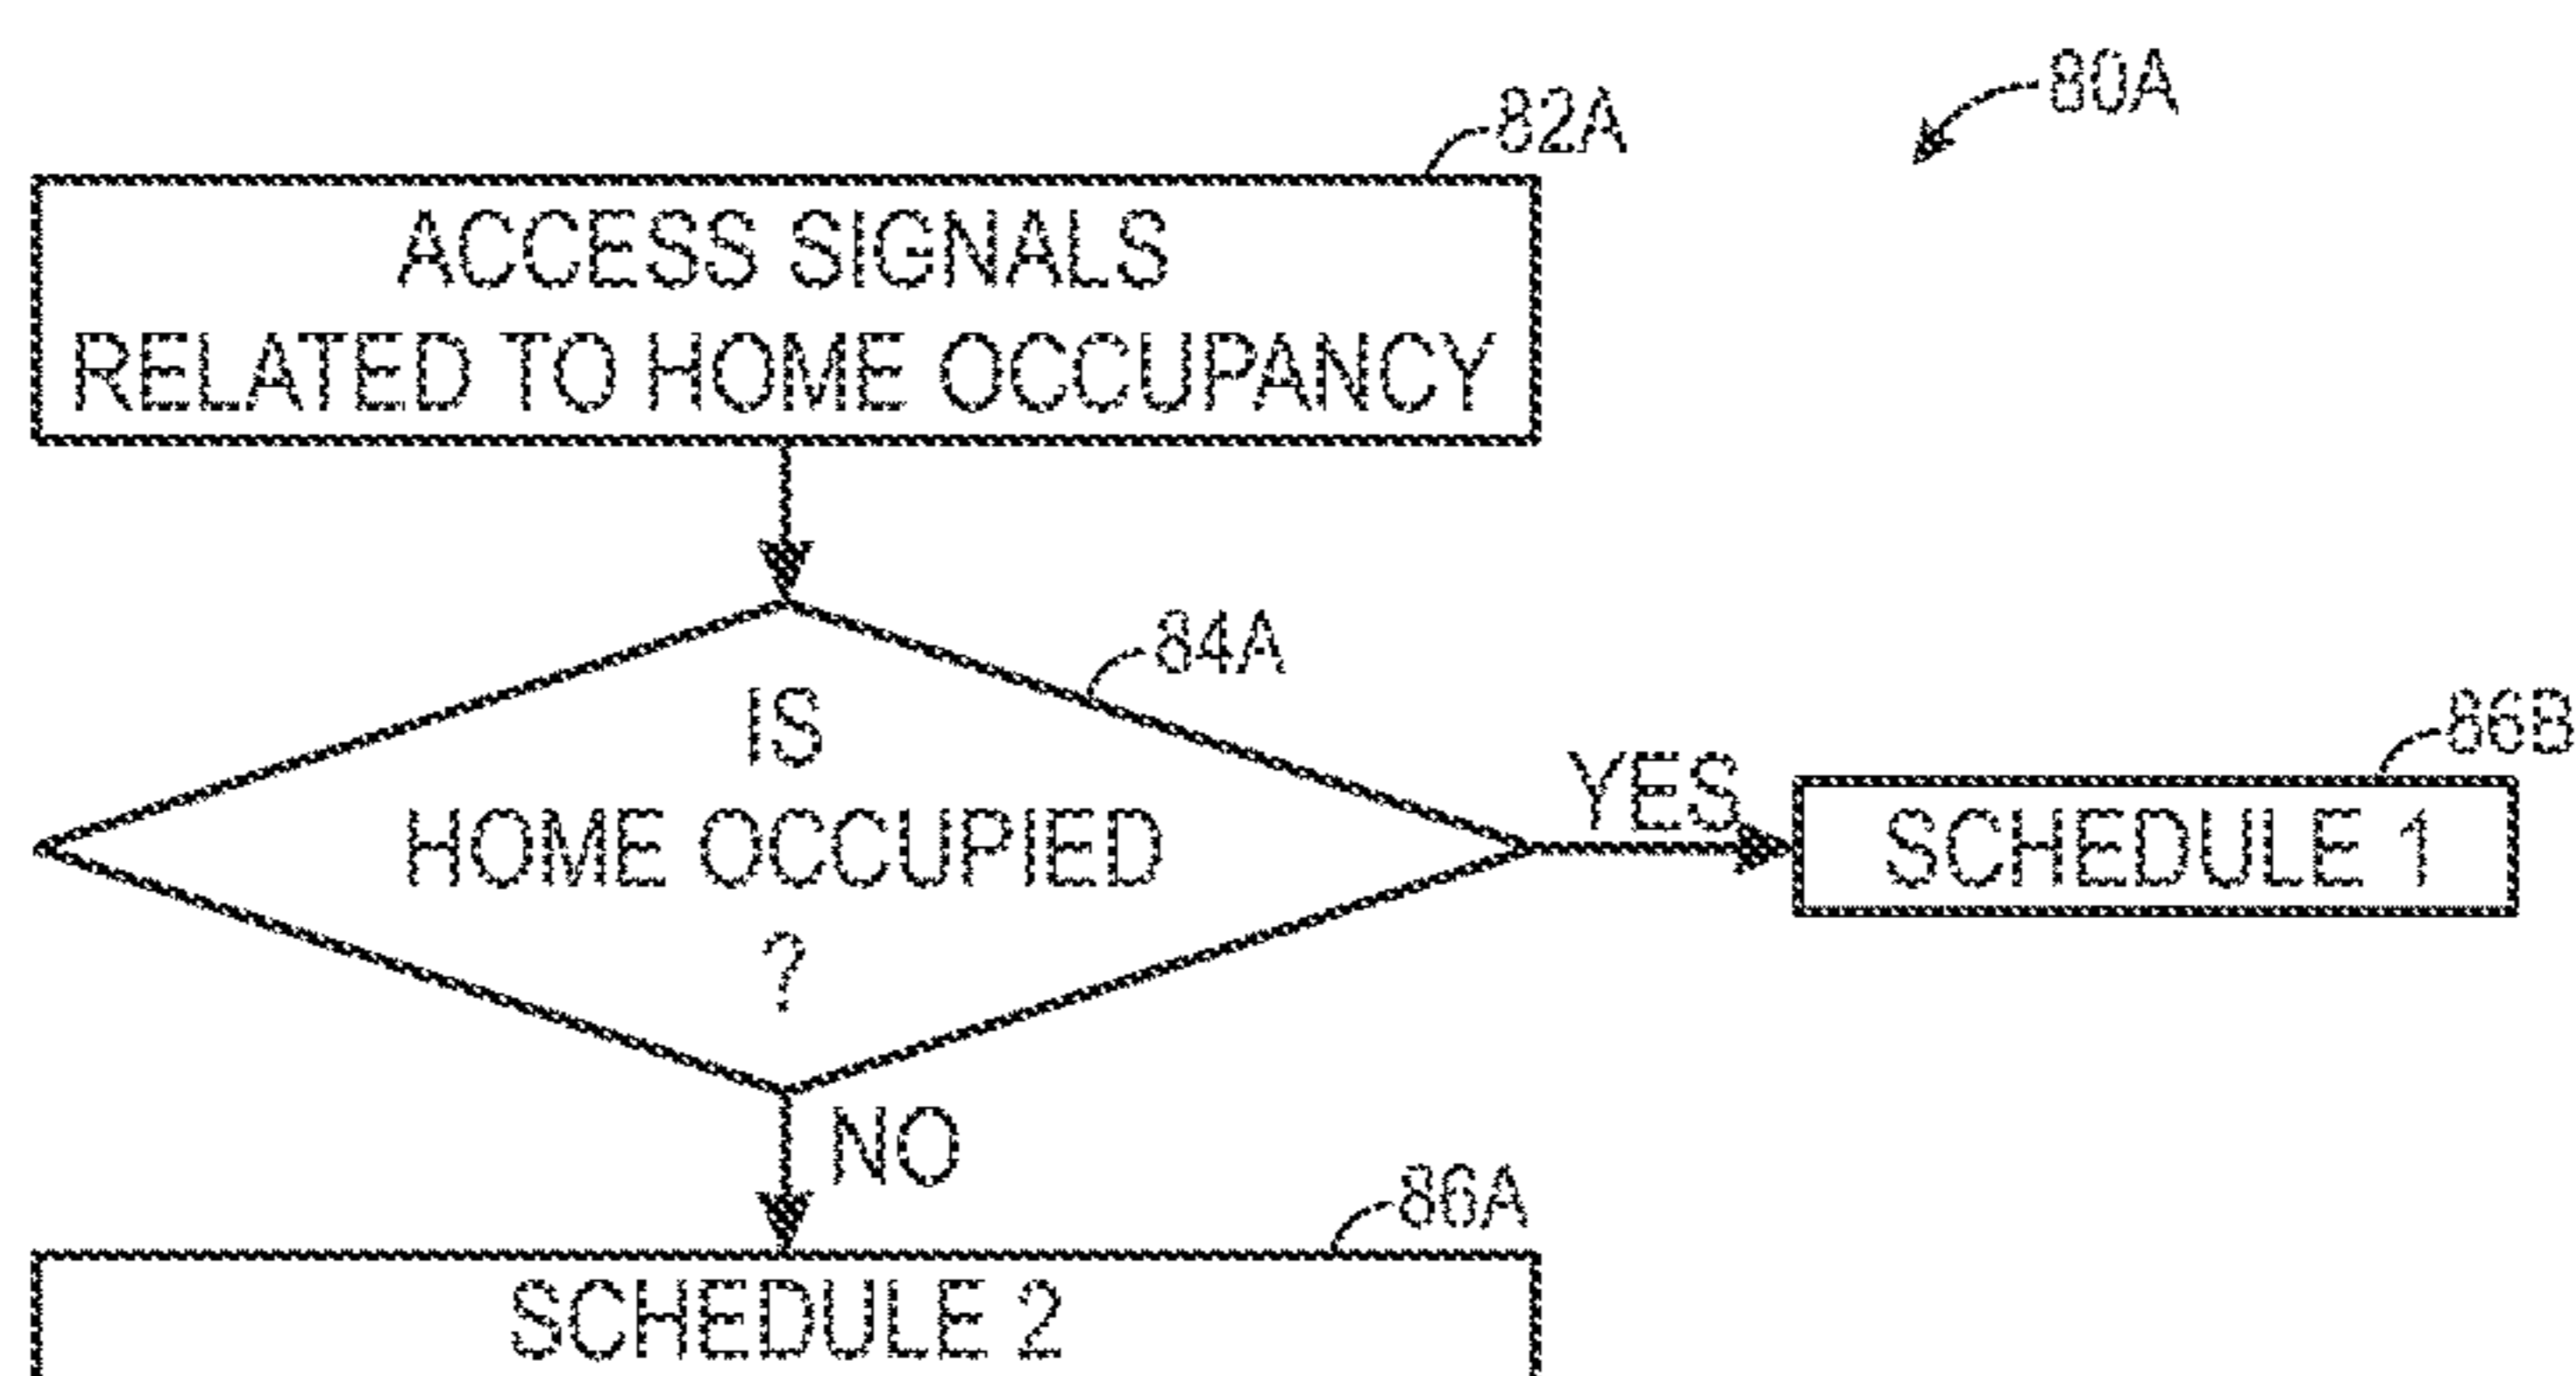 80A
82A
ACCESS SIGNALS
RELATED TO HOME OCCUPANCY
84A
IS
HOME OCCUPIED
?
YES
86B
SCHEDULE 1
NO
86A
SCHEDULE 2